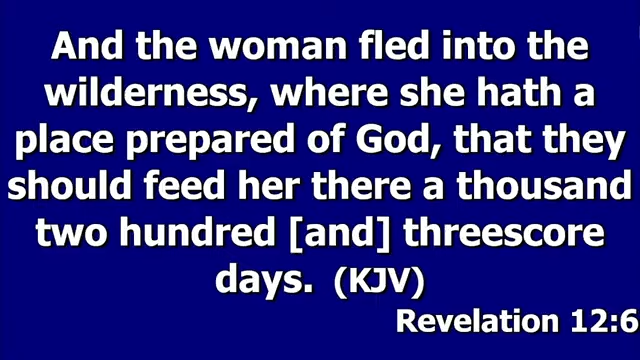 And the woman fled into the
wilderness, where she hath a
place prepared of God, that they
should feed her there a thousand
two hundred [and] threescore
days. (KJV)
Revelation 12:6